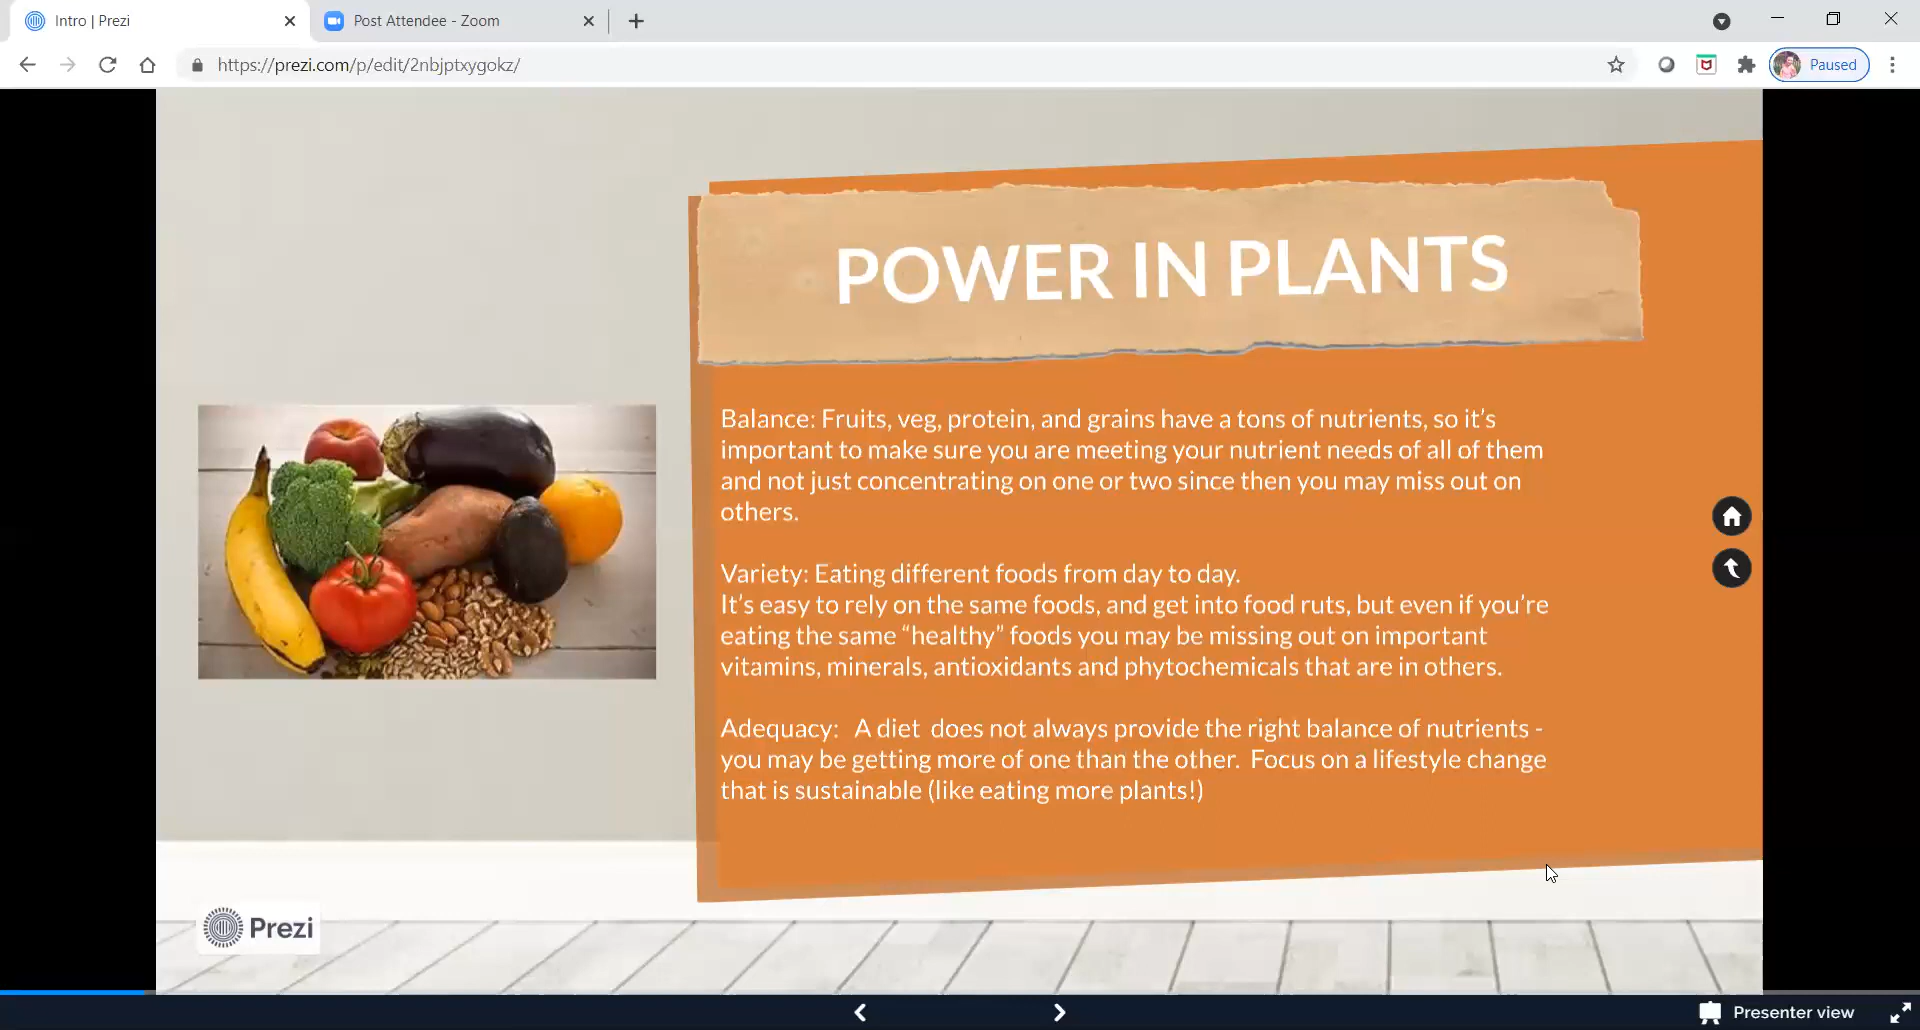 Intro | Prezi
Post Attendee - Zoom
https://prezi.com/p/edit/2nbjptxygokz/
Paused
POWER IN PLANTS
Balance: Fruits, veg, protein, and grains have a tons of nutrients, so it’s
important to make sure you are meeting your nutrient needs of all of them
and not just concentrating on one or two since then you may miss out on
others.
Variety: Eating different foods from day to day.
It’s easy to rely on the same foods, and get into food ruts, but even if you’re
eating the same “healthy” foods you may be missing out on important
vitamins, minerals, antioxidants and phytochemicals that are in others.
Adequacy:   A diet  does not always provide the right balance of nutrients -
you may be getting more of one than the other.  Focus on a lifestyle change
that is sustainable (like eating more plants!)
Prezi
Presenter view